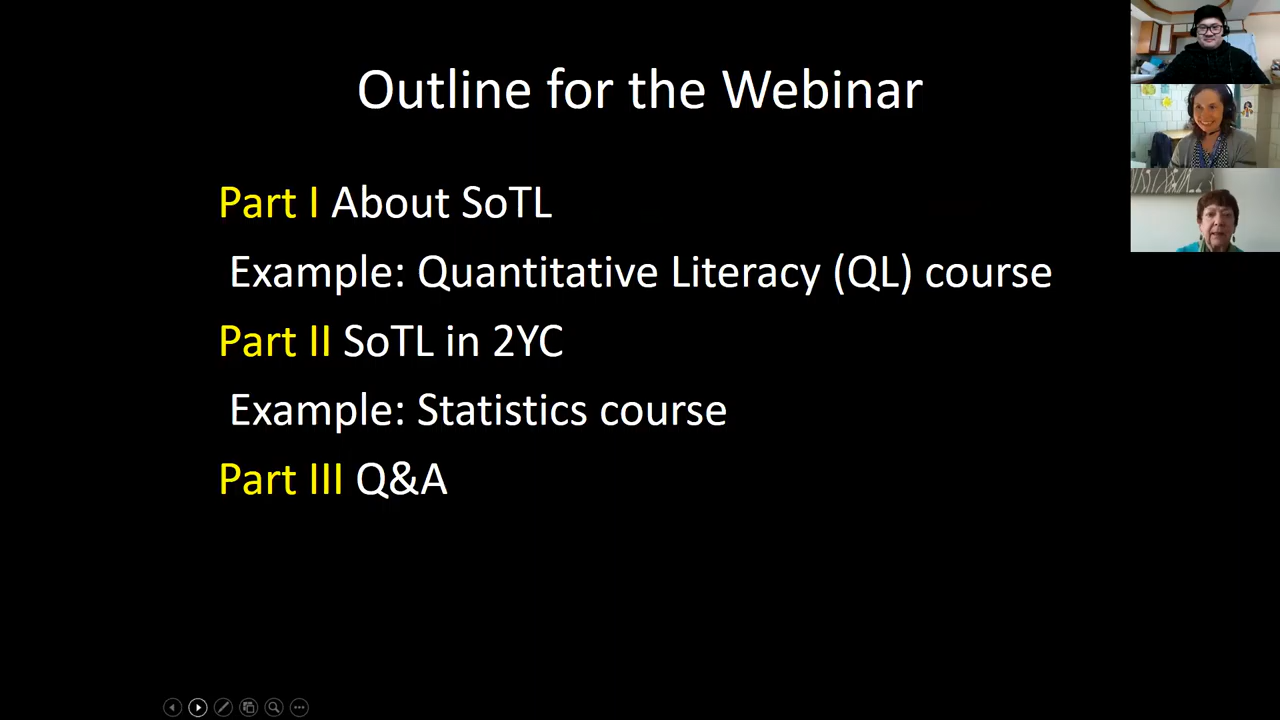 Outline for the Webinar
Part I About SoTL
Example: Quantitative Literacy (QL) course
Part II SoTL in 2YC
Example: Statistics course
Part III Q&A